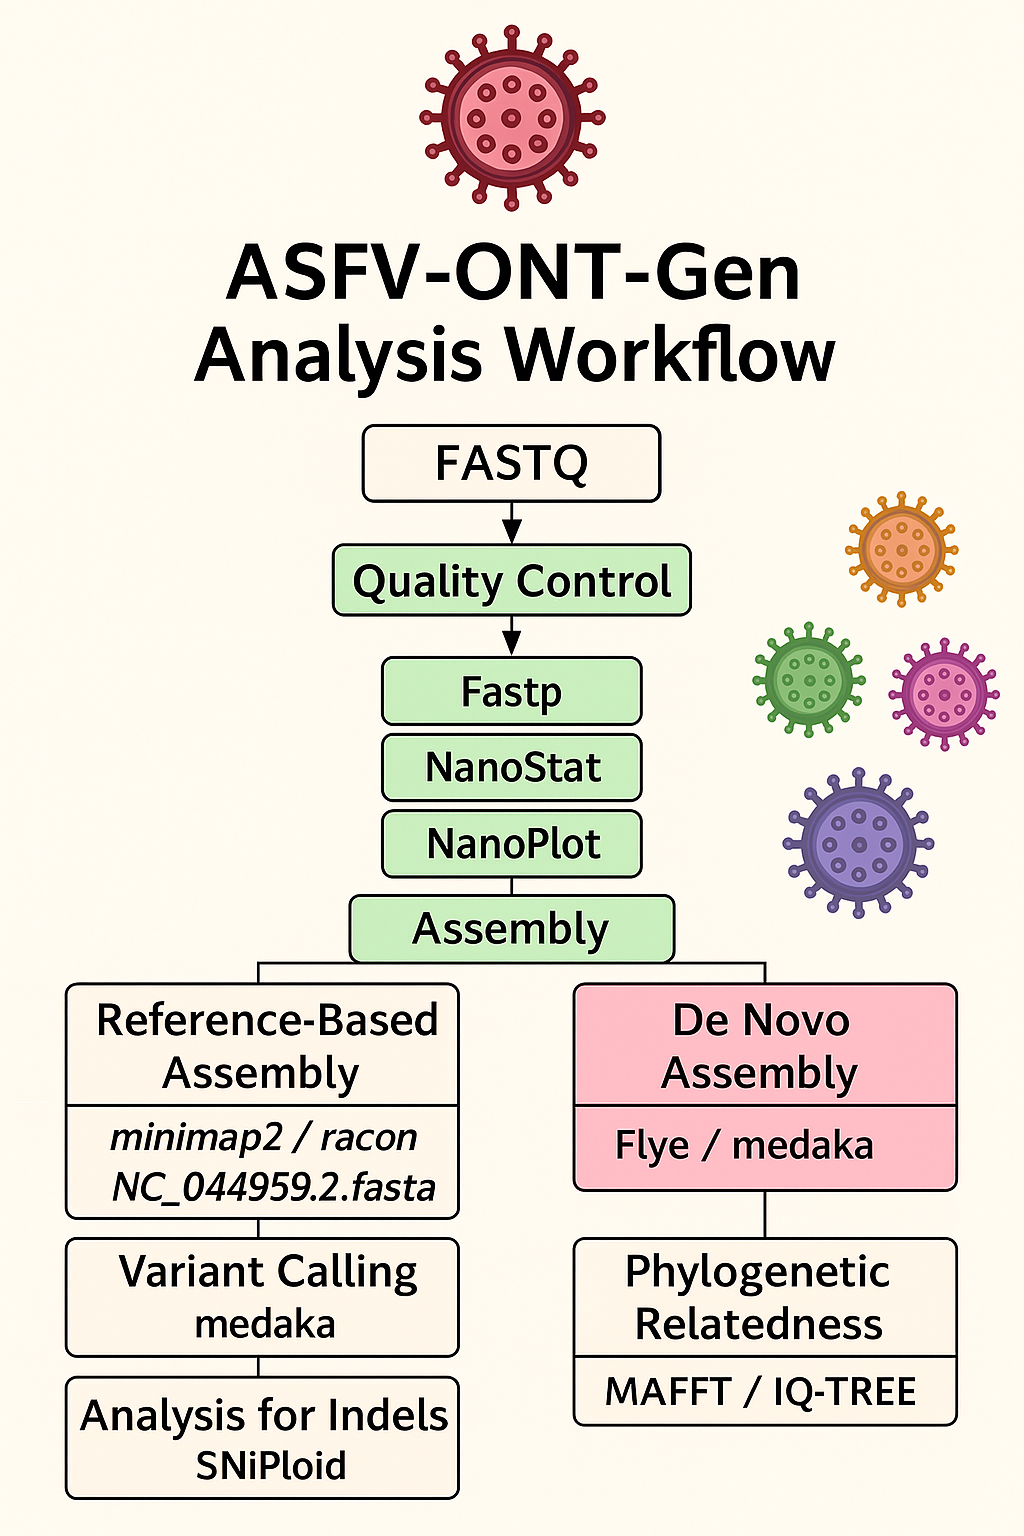 ASFV-ONT-Gen
Analysis Workflow
FASTQ
Quality Control
Fastp
NanoStat
NanoPlot
Assembly
Reference-Based
Assembly
minimap2 / racon
NC_044959.2.fasta
Variant Calling
medaka
Analysis for Indels
SNiPloid
De Novo
Assembly
Flye / medaka
Phylogenetic
Relatedness
MAFFT / IQ-TREE